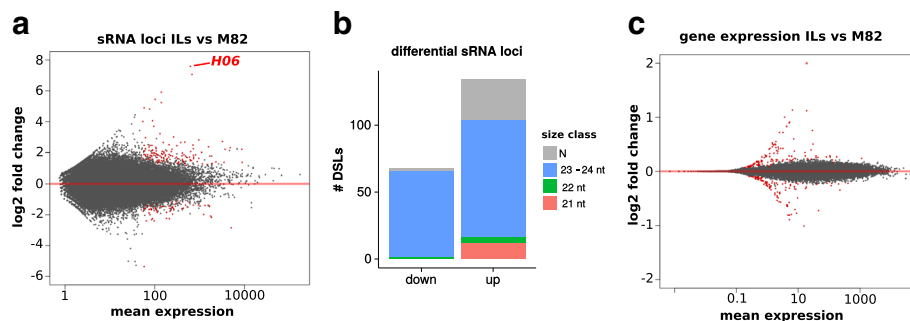 a
sRNA loci ILs vs M82
log2 fold change
8
6
4
2
0
-2
-4
-6
H06
1
100
10000
mean expression
b
differential sRNA loci
# DSLs
100
50
0
down
up
size class
N
23-24 nt
22 nt
21 nt
c
gene expression ILs vs M82
log2 fold change
2
1
0
-1
-2
0.1
10
1000
mean expression